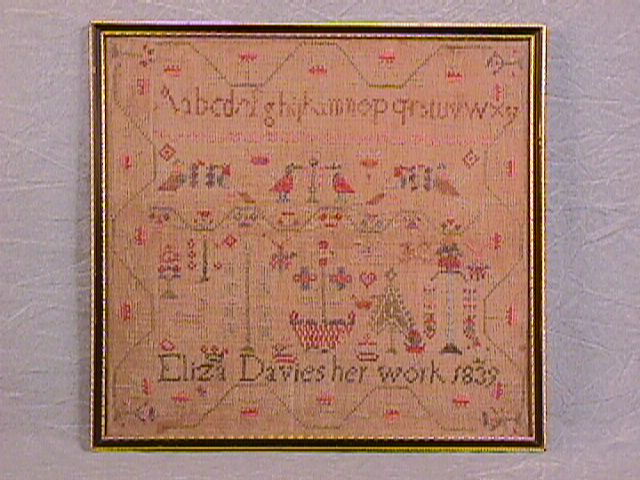 Aabcdefghijklmnopqrstuvwxy
Eliza Davies her work 1839